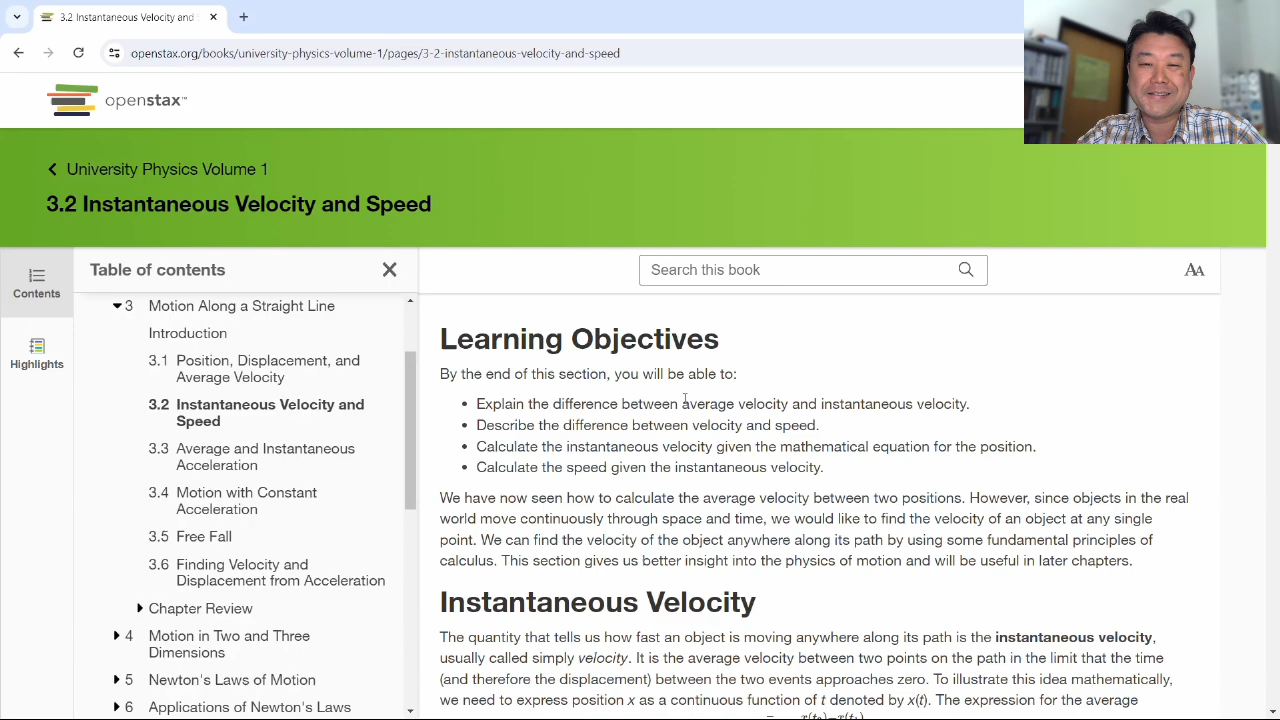 3.2 Instantaneous Velocity and
openstax.org/books/university-physics-volume-1/pages/3-2-instantaneous-velocity-and-speed
openstax™
University Physics Volume 1
3.2 Instantaneous Velocity and Speed
Contents
Highlights
Table of contents
3 Motion Along a Straight Line
Introduction
3.1 Position, Displacement, and
Average Velocity
3.2 Instantaneous Velocity and
Speed
3.3 Average and Instantaneous
Acceleration
3.4 Motion with Constant
Acceleration
3.5 Free Fall
3.6 Finding Velocity and
Displacement from Acceleration
Chapter Review
4 Motion in Two and Three
Dimensions
5 Newton's Laws of Motion
6 Applications of Newton's Laws
Search this book
AA
Learning Objectives
By the end of this section, you will be able to:
• Explain the difference between average velocity and instantaneous velocity.
• Describe the difference between velocity and speed.
• Calculate the instantaneous velocity given the mathematical equation for the position.
• Calculate the speed given the instantaneous velocity.
We have now seen how to calculate the average velocity between two positions. However, since objects in the real
world move continuously through space and time, we would like to find the velocity of an object at any single
point. We can find the velocity of the object anywhere along its path by using some fundamental principles of
calculus. This section gives us better insight into the physics of motion and will be useful in later chapters.
Instantaneous Velocity
The quantity that tells us how fast an object is moving anywhere along its path is the instantaneous velocity,
usually called simply velocity. It is the average velocity between two points on the path in the limit that the time
(and therefore the displacement) between the two events approaches zero. To illustrate this idea mathematically,
we need to express position x as a continuous function of t denoted by x(t). The expression for the average